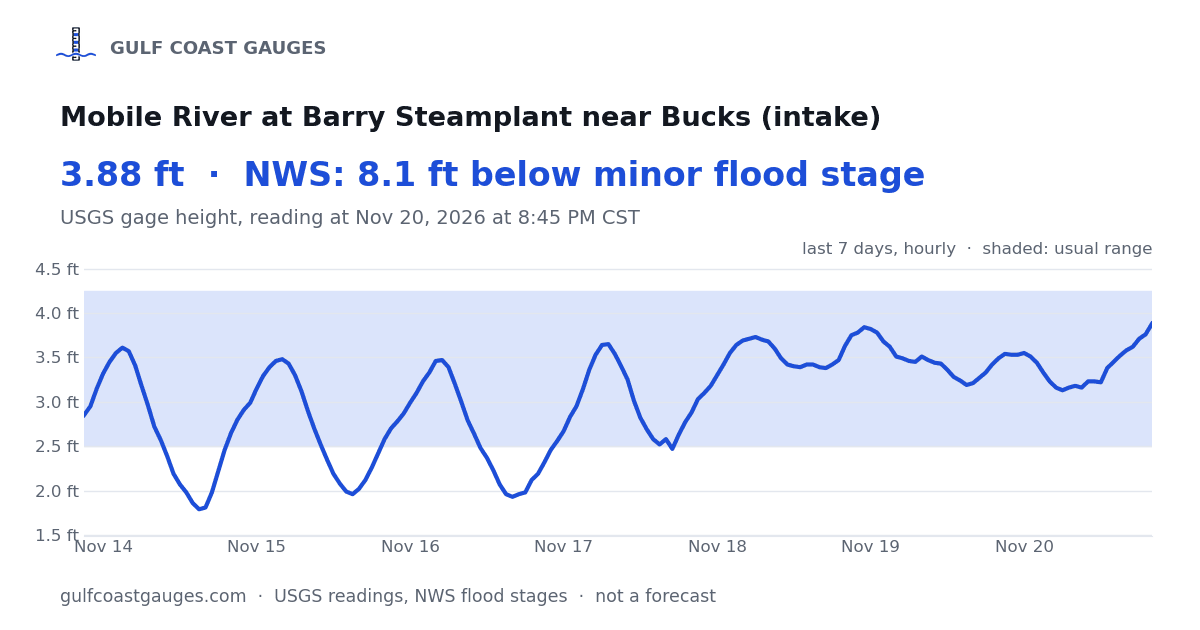 GULF COAST GAUGES
Mobile River at Barry Steamplant near Bucks (intake)
3.88 ft · NWS: 8.1 ft below minor flood stage
USGS gage height, reading at Nov 20, 2026 at 8:45 PM CST
last 7 days, hourly · shaded: usual range
4.5 ft
4.0 ft
3.5 ft
3.0 ft
2.5 ft
2.0 ft
1.5 ft
Nov 14 Nov 15 Nov 16 Nov 17 Nov 18 Nov 19 Nov 20
gulfcoastgauges.com · USGS readings, NWS flood stages · not a forecast